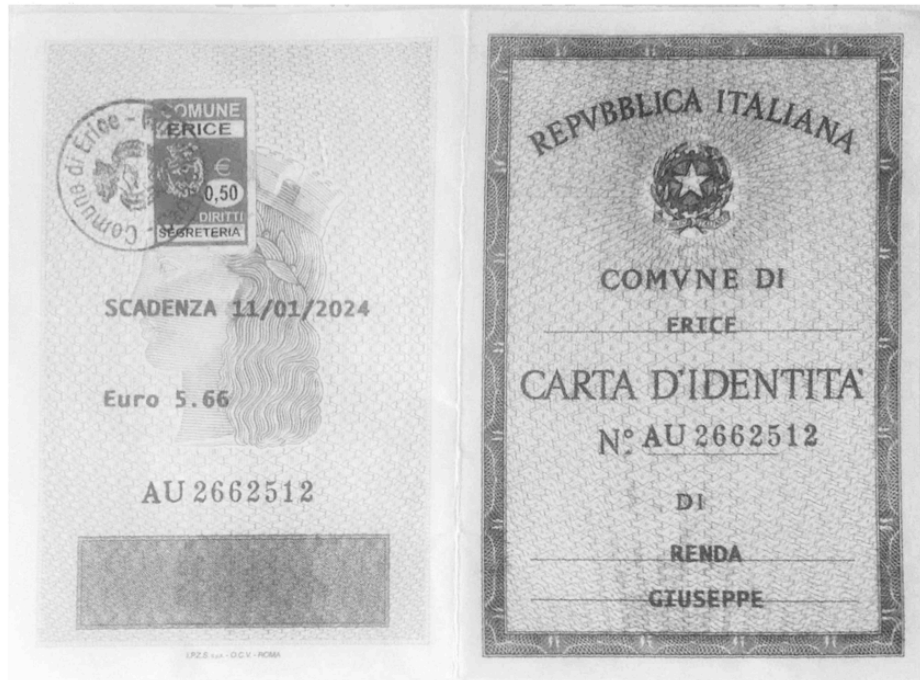 Comune di Erice -
COMUNE
ERICE
€
0,50
DIRITTI
SEGRETERIA
SCADENZA 11/01/2024
Euro 5.66
AU 2662512
I.P.Z.S. S.p.A. - O.C.V. - ROMA
REPVBBLICA ITALIANA
COMVNE DI
ERICE
CARTA D'IDENTITA'
N° AU 2662512
DI
RENDA
GIUSEPPE